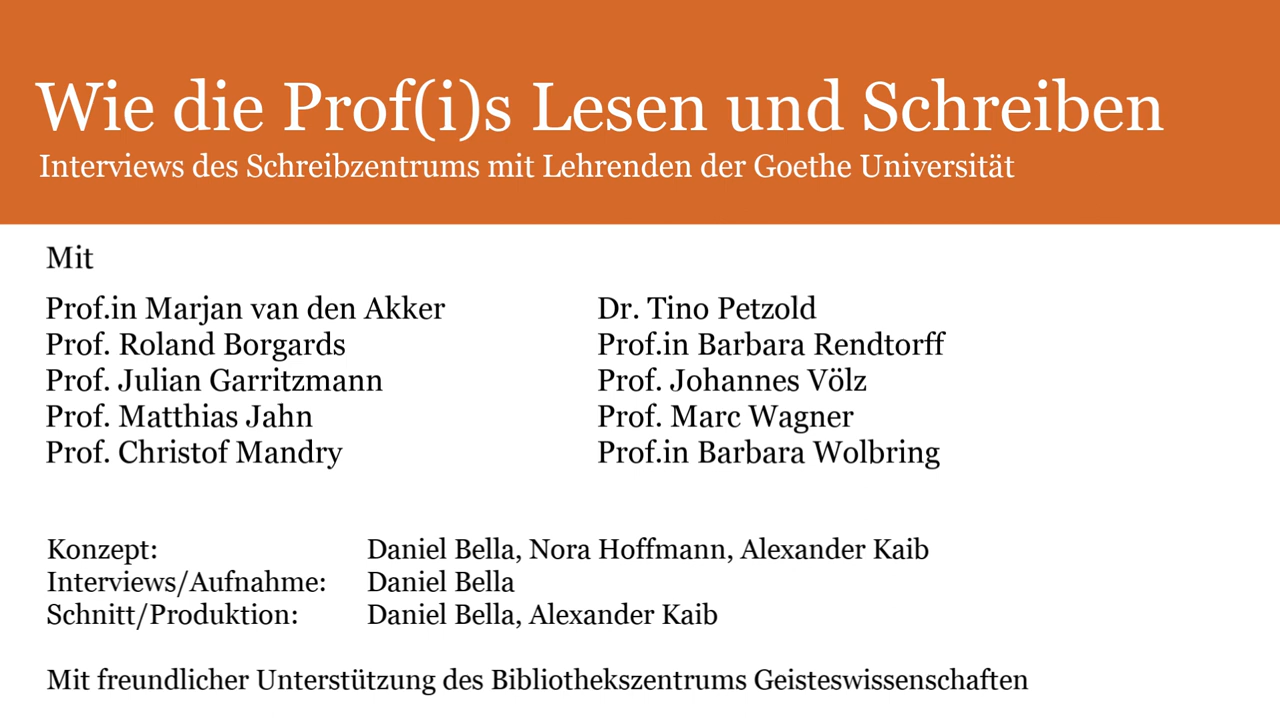 Wie die Prof(i)s Lesen und Schreiben
Interviews des Schreibzentrums mit Lehrenden der Goethe Universität
Mit
Prof.in Marjan van den Akker
Prof. Roland Borgards
Prof. Julian Garritzmann
Prof. Matthias Jahn
Prof. Christof Mandry
Dr. Tino Petzold
Prof.in Barbara Rendtorff
Prof. Johannes Völz
Prof. Marc Wagner
Prof.in Barbara Wolbring
Konzept: Daniel Bella, Nora Hoffmann, Alexander Kaib
Interviews/Aufnahme: Daniel Bella
Schnitt/Produktion: Daniel Bella, Alexander Kaib
Mit freundlicher Unterstützung des Bibliothekszentrums Geisteswissenschaften